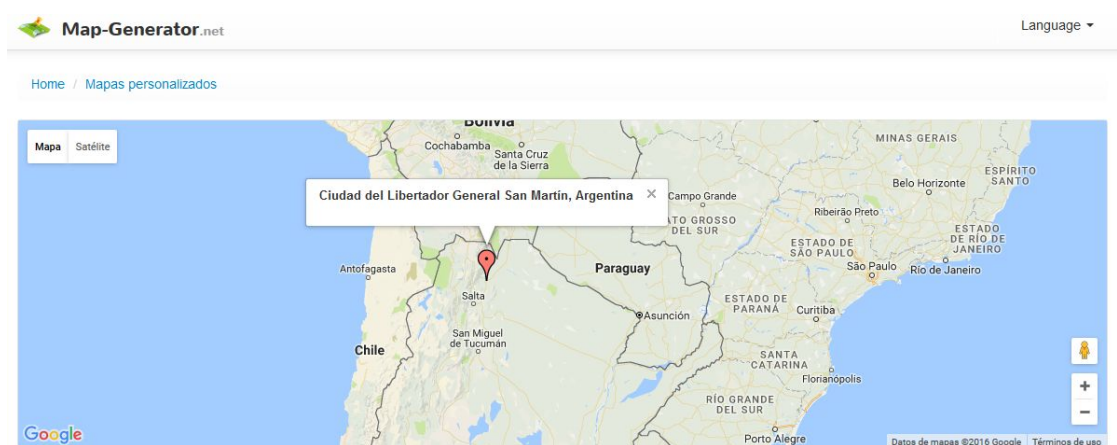 Map-Generator.net
Language
Home / Mapas personalizados
Mapa
Satélite
Bolivia
Cochabamba
Santa Cruz
de la Sierra
MINAS GERAIS
ESPÍRITO
SANTO
Belo Horizonte
Ciudad del Libertador General San Martín, Argentina
Campo Grande
TO GROSSO
DEL SUR
Ribeirão Preto
ESTADO
DE RÍO DE
JANEIRO
ESTADO DE
SÃO PAULO
São Paulo
Río de Janeiro
Antofagasta
Paraguay
Salta
Asunción
ESTADO DE
PARANÁ
Curitiba
San Miguel
de Tucumán
Chile
SANTA
CATARINA
Florianópolis
RÍO GRANDE
DEL SUR
Porto Alegre
+
−
Google
Datos de mapas ©2016 Google
Términos de uso